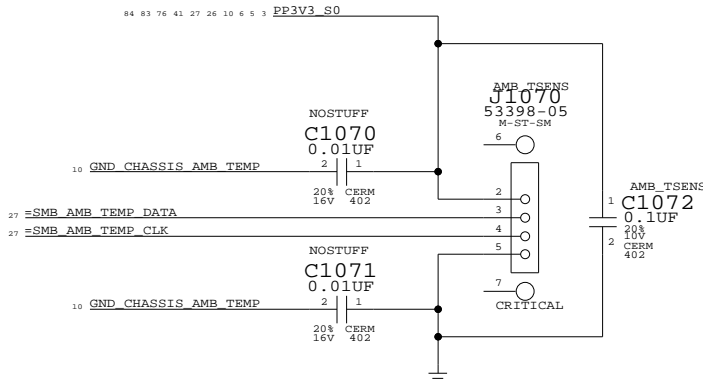 84 83 76 41 27 26 10 6 5 3 PP3V3_S0
AMB_TSENS
J1070
53398-05
M-ST-SM
NOSTUFF
C1070
0.01UF
6
10 GND_CHASSIS_AMB_TEMP
2 1
20% CERM
16V 402
2
27 =SMB_AMB_TEMP_DATA
3
27 =SMB_AMB_TEMP_CLK
4
5
AMB_TSENS
1 C1072
0.1UF
20%
10V
2 CERM
402
NOSTUFF
C1071
0.01UF
7
10 GND_CHASSIS_AMB_TEMP
2 1
CRITICAL
20% CERM
16V 402